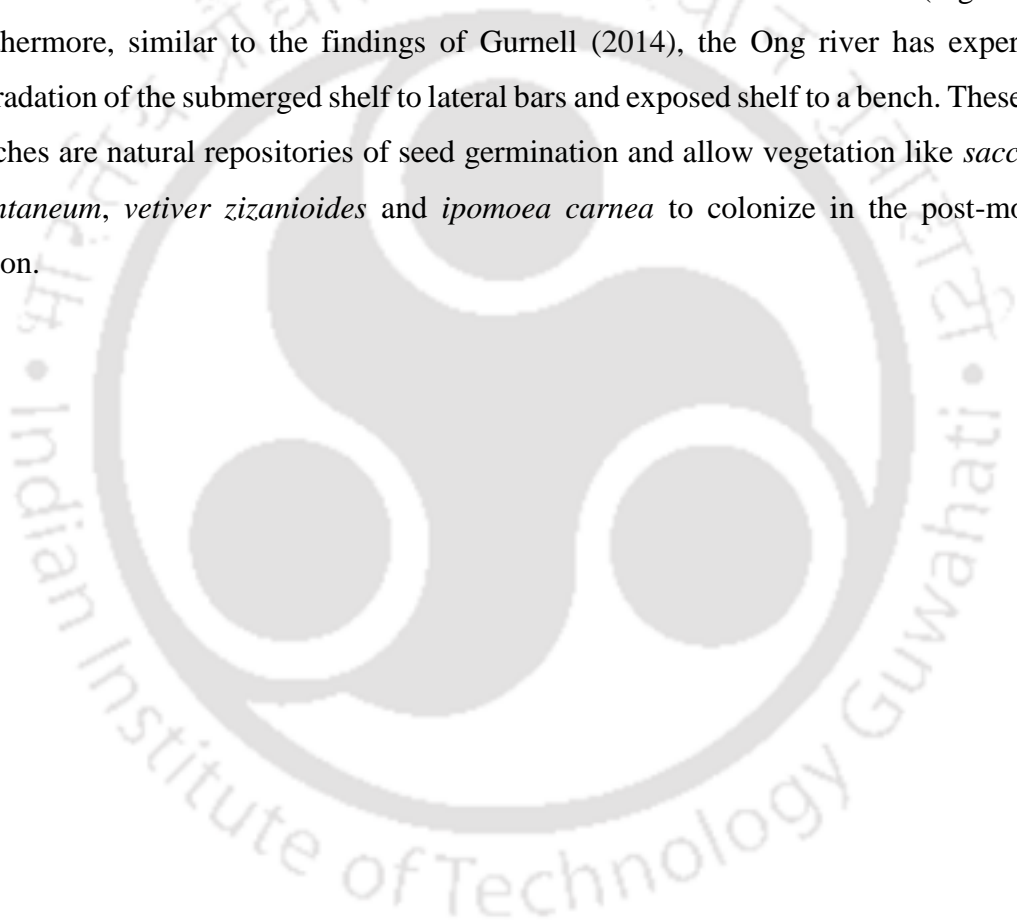 thermore, similar to the findings of Gurnell (2014), the Ong river has exper
radation of the submerged shelf to lateral bars and exposed shelf to a bench. These
ches are natural repositories of seed germination and allow vegetation like sacc
ntaneum, vetiver zizanioides and ipomoea carnea to colonize in the post-mo
on.
Indian Institute of Technology Guwahati